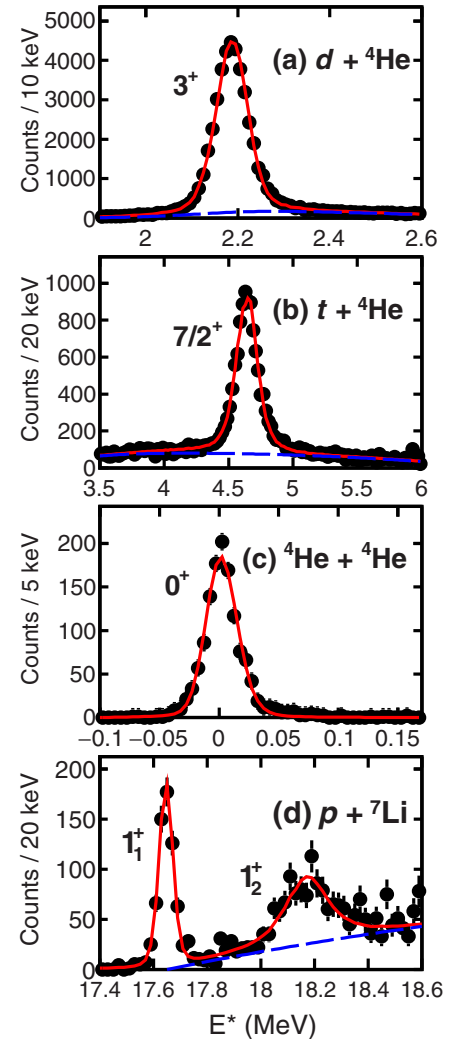 5000
4000
3000
2000
1000
0
Counts / 10 keV
3⁺
(a) d + ⁴He
2 2.2 2.4 2.6
1000
800
600
400
200
0
Counts / 20 keV
7/2⁺
(b) t + ⁴He
3.5 4 4.5 5 5.5 6
200
150
100
50
0
Counts / 5 keV
0⁺
(c) ⁴He + ⁴He
−0.1 −0.05 0 0.05 0.1 0.15
200
150
100
50
0
Counts / 20 keV
1₁⁺
1₂⁺
(d) p + ⁷Li
17.4 17.6 17.8 18 18.2 18.4 18.6
E* (MeV)